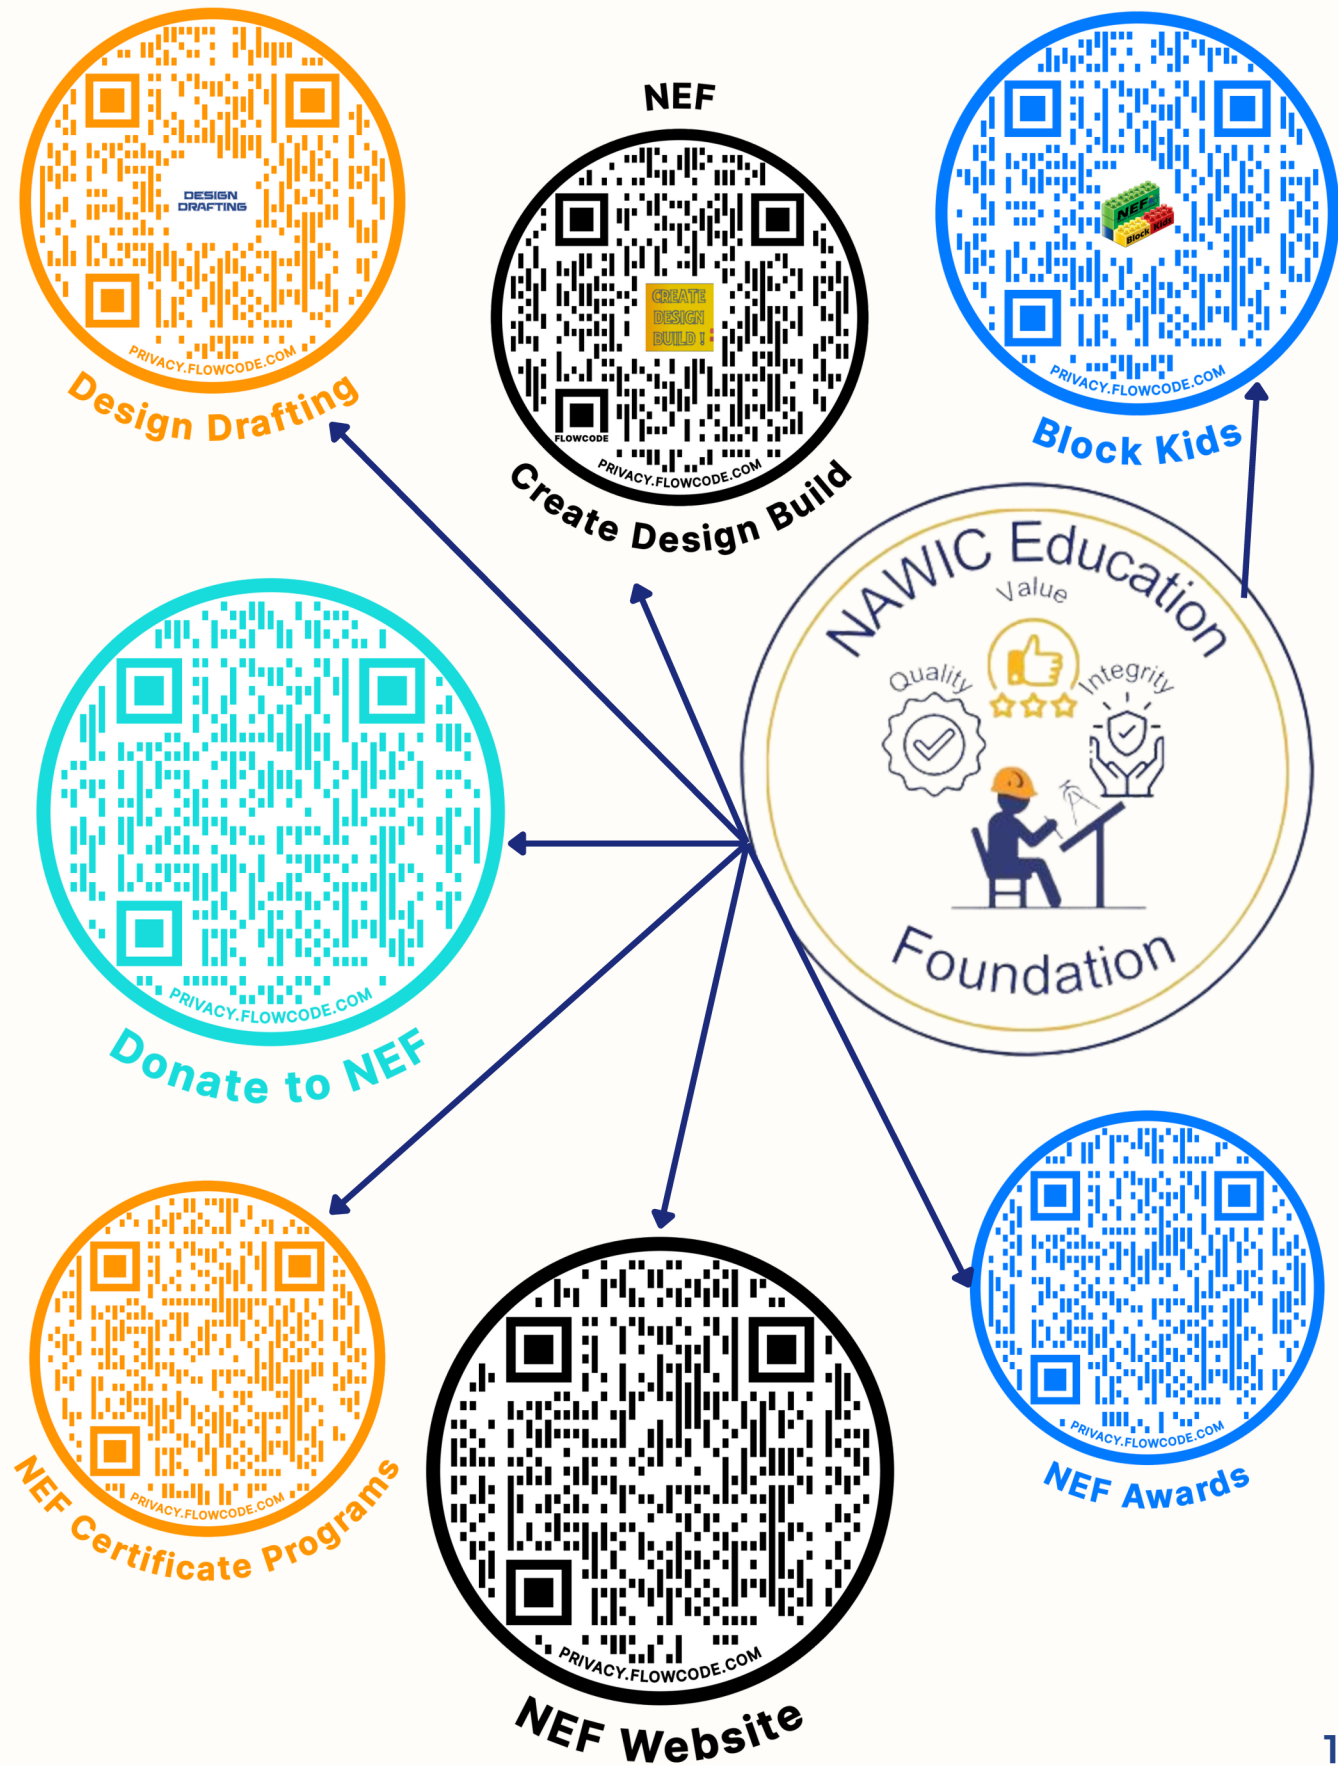 DESIGN
DRAFTING
PRIVACY.FLOWCODE.COM
Design Drafting
NEF
CREATE
DESIGN
BUILD !
FLOWCODE
PRIVACY.FLOWCODE.COM
Create Design Build
NEF
Block Kids
PRIVACY.FLOWCODE.COM
Block Kids
NAWIC Education
Value
Quality
Integrity
Foundation
PRIVACY.FLOWCODE.COM
Donate to NEF
PRIVACY.FLOWCODE.COM
NEF Certificate Programs
PRIVACY.FLOWCODE.COM
NEF Website
PRIVACY.FLOWCODE.COM
NEF Awards
1